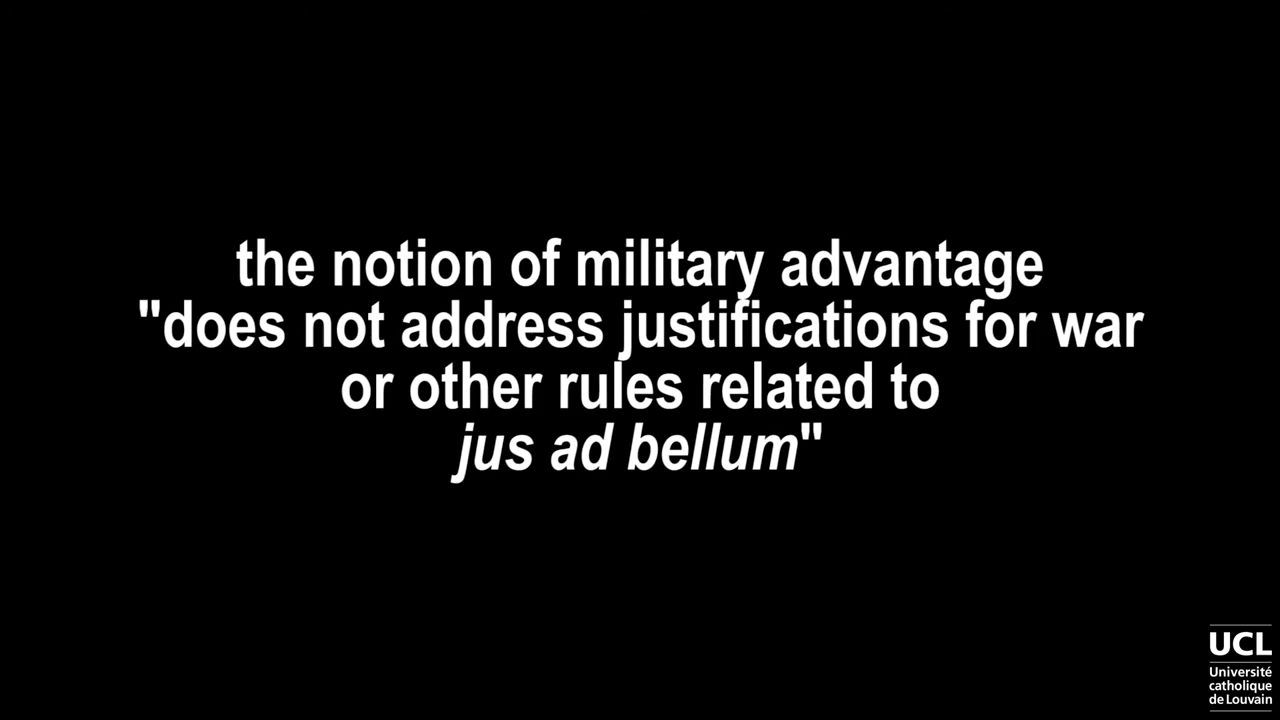 the notion of military advantage
"does not address justifications for war
or other rules related to
jus ad bellum"
UCL
Université
catholique
de Louvain